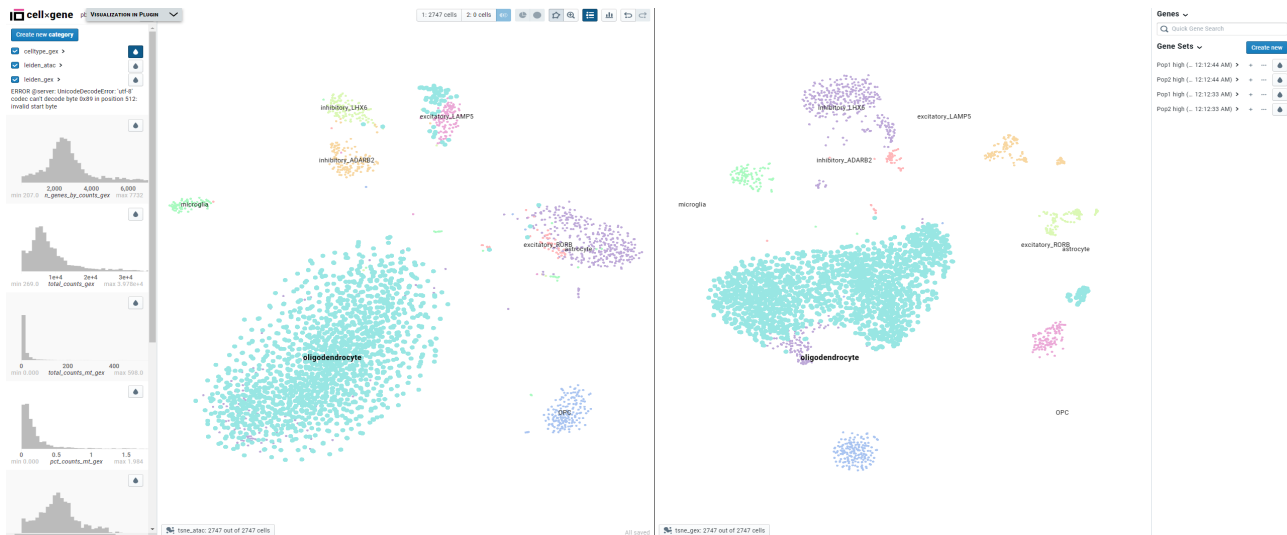 cell×gene
Visualization in Plugin
1: 2747 cells
2: 8 cells
Create new category
celltype_gex
leiden_atac
leiden_gex
ERROR @server: UnicodeDecodeError: 'utf-8'
codec can't decode byte 0x89 in position 512:
invalid start byte
2,000 4,000 6,000
min 207.0 n_genes_by_counts_gex max 7732
1e+4 2e+4 3e+4
min 269.0 total_counts_gex max 3.978e+4
0 200 400
min 0.000 total_counts_mt_gex max 598.0
0 0.5 1 1.5
min 0.000 pct_counts_mt_gex max 1.986
inhibitory_LHX6
excitatory_LAMP5
inhibitory_ADARB2
microglia
excitatory_RORB
astrocyte
oligodendrocyte
OPC
tsne_atac: 2747 out of 2747 cells
All saved
inhibitory_LHX6
excitatory_LAMP5
inhibitory_ADARB2
microglia
excitatory_RORB
astrocyte
oligodendrocyte
OPC
tsne_gex: 2747 out of 2747 cells
Genes
Quick Gene Search
Gene Sets
Create new
Pop1 high (... 12:12:44 AM)
Pop2 high (... 12:12:44 AM)
Pop1 high (... 12:12:33 AM)
Pop2 high (... 12:12:33 AM)